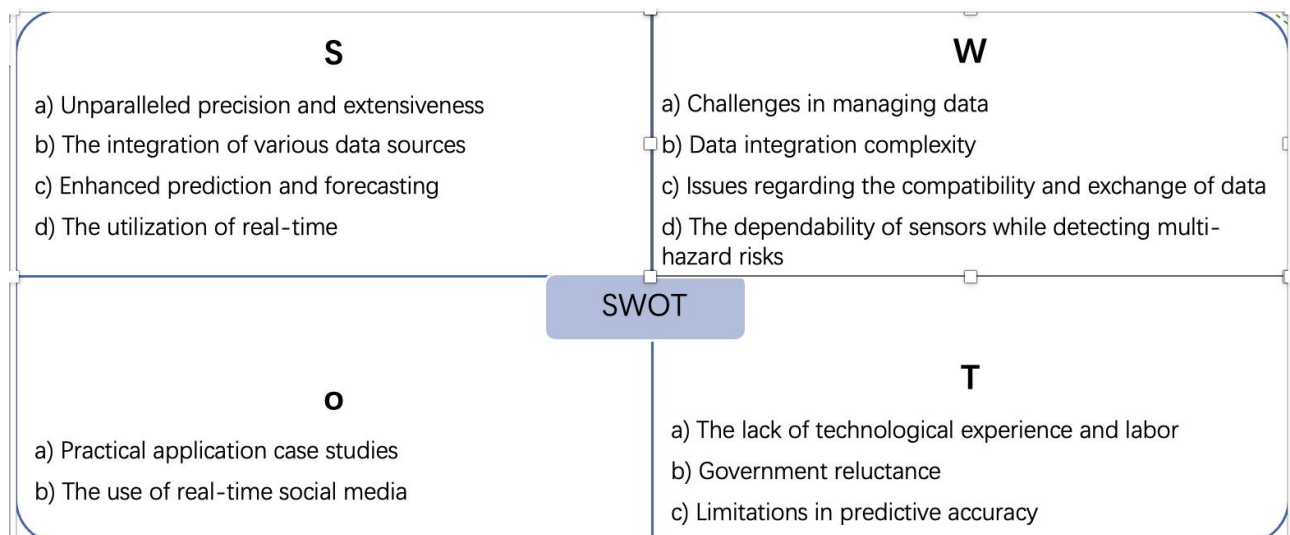 S
a) Unparalleled precision and extensiveness
b) The integration of various data sources
c) Enhanced prediction and forecasting
d) The utilization of real-time
W
a) Challenges in managing data
b) Data integration complexity
c) Issues regarding the compatibility and exchange of data
d) The dependability of sensors while detecting multi-
hazard risks
SWOT
o
a) Practical application case studies
b) The use of real-time social media
T
a) The lack of technological experience and labor
b) Government reluctance
c) Limitations in predictive accuracy